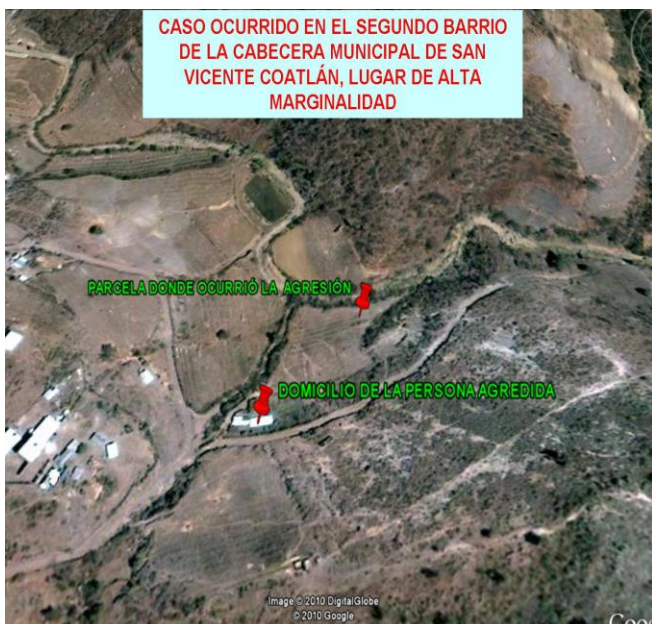 CASO OCURRIDO EN EL SEGUNDO BARRIO
DE LA CABECERA MUNICIPAL DE SAN
VICENTE COATLÁN, LUGAR DE ALTA
MARGINALIDAD
PARCELA DONDE OCURRIÓ LA AGRESIÓN
DOMICILIO DE LA PERSONA AGREDIDA
Image © 2010 DigitalGlobe
© 2010 Google